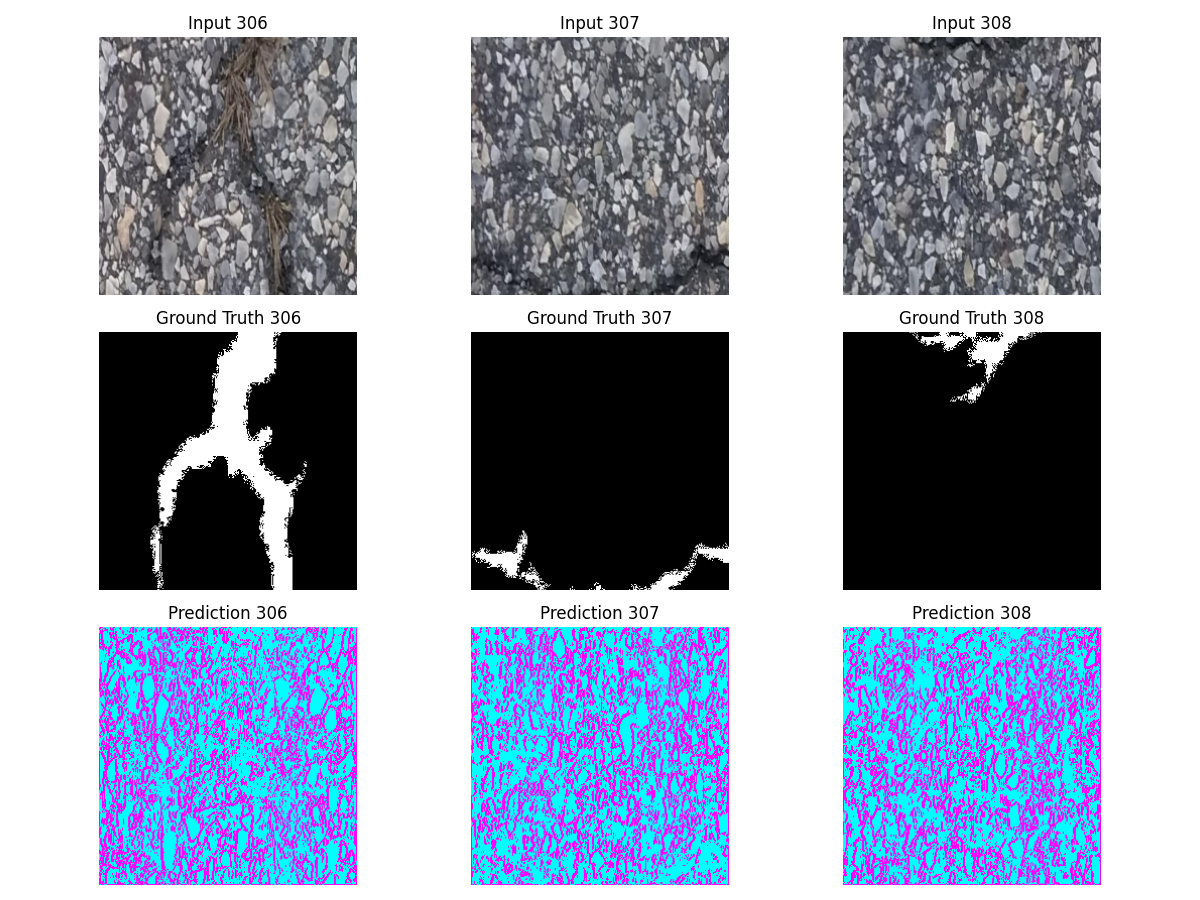 Input 306
Input 307
Input 308
Ground Truth 306
Ground Truth 307
Ground Truth 308
Prediction 306
Prediction 307
Prediction 308